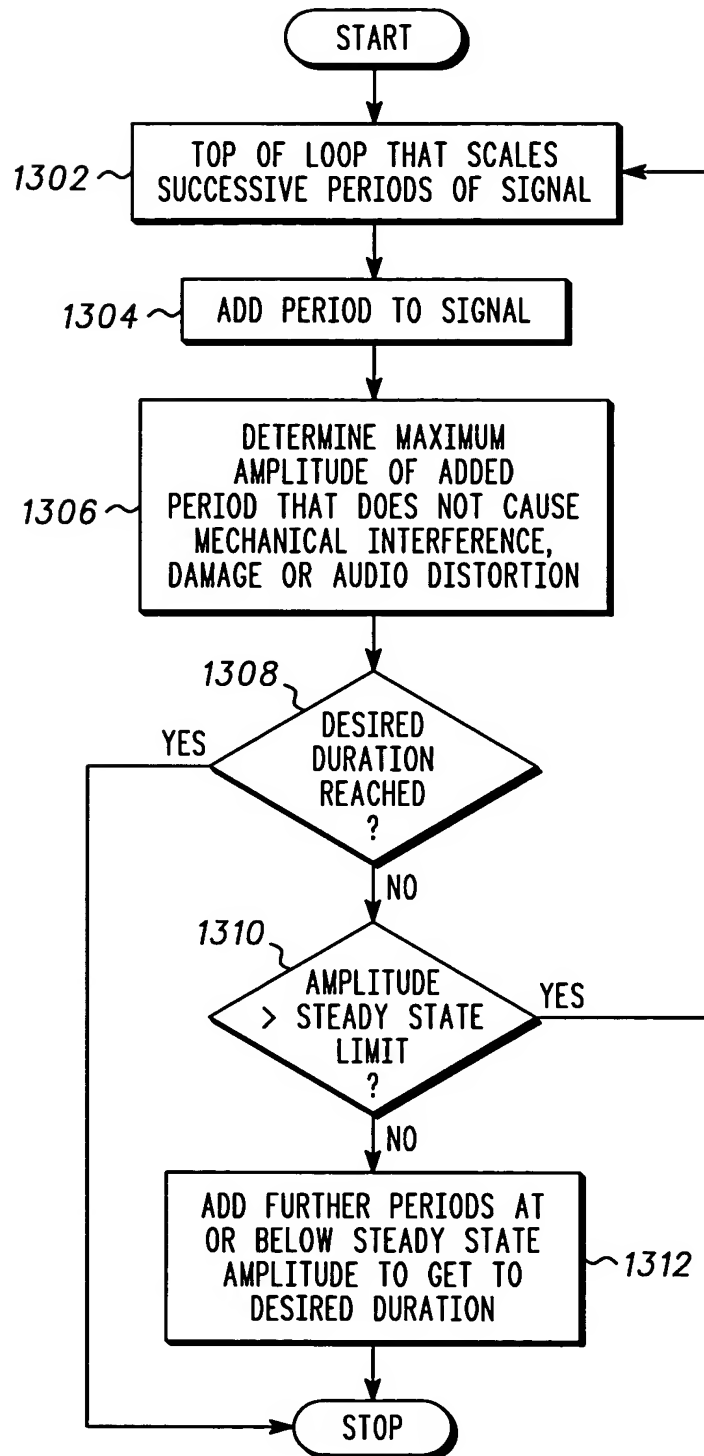 START
1302
TOP OF LOOP THAT SCALES
SUCCESSIVE PERIODS OF SIGNAL
1304
ADD PERIOD TO SIGNAL
1306
DETERMINE MAXIMUM
AMPLITUDE OF ADDED
PERIOD THAT DOES NOT CAUSE
MECHANICAL INTERFERENCE,
DAMAGE OR AUDIO DISTORTION
1308
YES
DESIRED
DURATION
REACHED
?
NO
1310
AMPLITUDE
> STEADY STATE
LIMIT
?
YES
NO
ADD FURTHER PERIODS AT
OR BELOW STEADY STATE
AMPLITUDE TO GET TO
DESIRED DURATION
1312
STOP